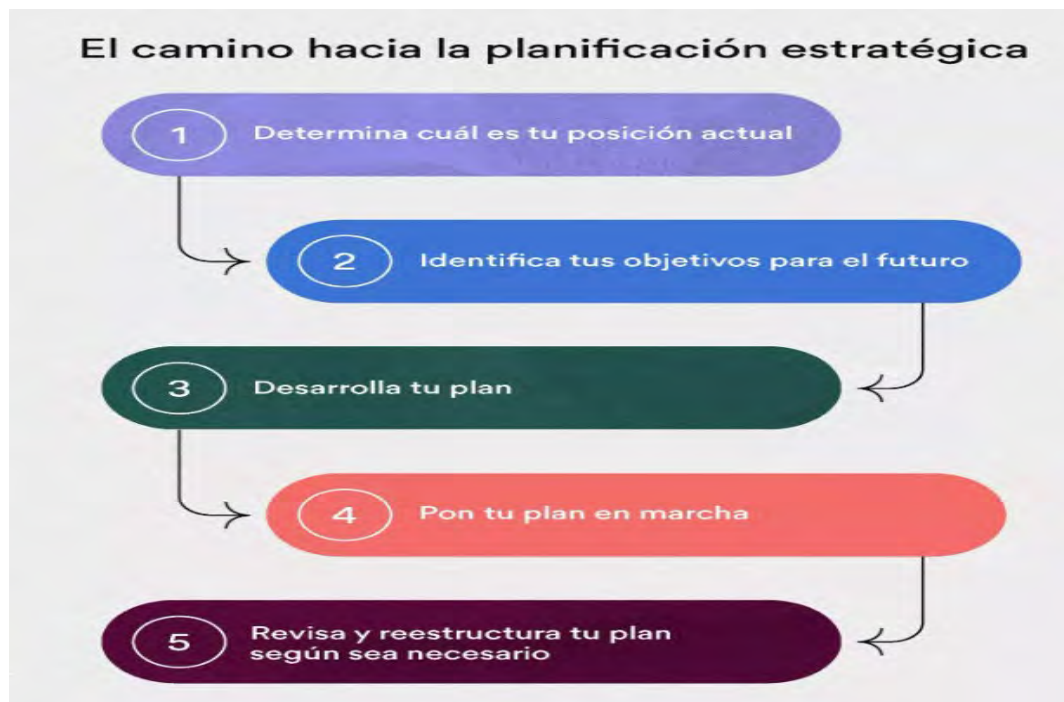 El camino hacia la planificación estratégica
1 Determina cuál es tu posición actual
2 Identifica tus objetivos para el futuro
3 Desarrolla tu plan
4 Pon tu plan en marcha
5 Revisa y reestructura tu plan
según sea necesario